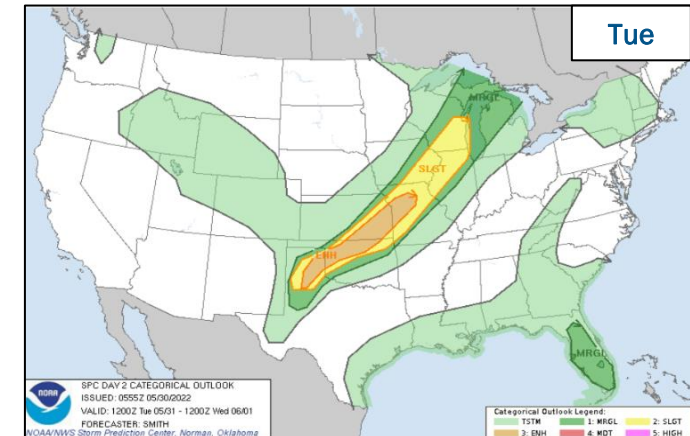 Tue
MRGL
SLGT
ENH
MRGL
NOAA
SPC DAY 2 CATEGORICAL OUTLOOK
ISSUED: 0555Z 05/30/2022
VALID: 1200Z Tue 05/31 - 1200Z Wed 06/01
FORECASTER: SMITH
NOAA/NWS Storm Prediction Center, Norman, Oklahoma
Categorical Outlook Legend:
TSTM 1: MRGL 2: SLGT
3: ENH 4: MDT 5: HIGH